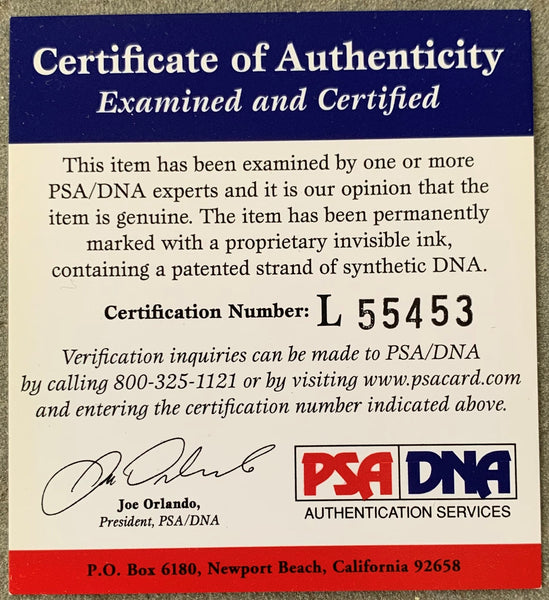 Certificate of Authenticity
Examined and Certified
This item has been examined by one or more
PSA/DNA experts and it is our opinion that the
item is genuine. The item has been permanently
marked with a proprietary invisible ink,
containing a patented strand of synthetic DNA.
Certification Number: L 55453
Verification inquiries can be made to PSA/DNA
by calling 800-325-1121 or by visiting www.psacard.com
and entering the certification number indicated above.
Joe Orlando
Joe Orlando,
President, PSA/DNA
PSA DNA
AUTHENTICATION SERVICES
P.O. Box 6180, Newport Beach, California 92658